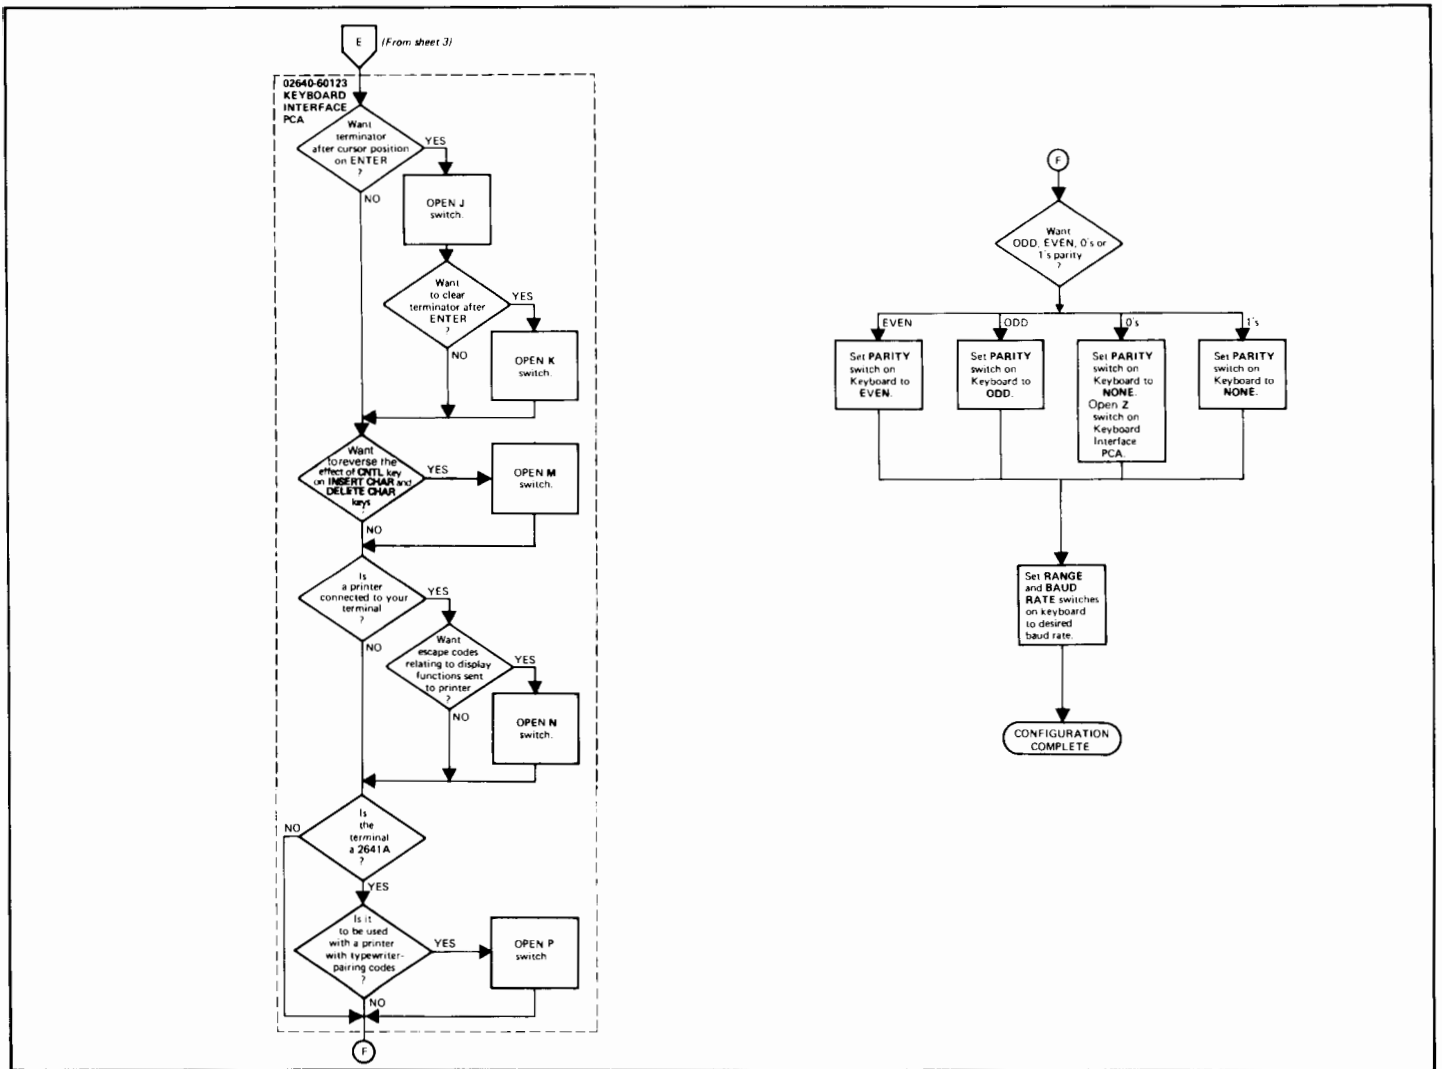 E
(From sheet 3)
02640-60123
KEYBOARD
INTERFACE
PCA
Want
terminator
after cursor position
on ENTER
?
YES
NO
OPEN J
switch.
Want
to clear
terminator after
ENTER
?
YES
NO
OPEN K
switch.
Want
to reverse the
effect of CNTL key
on INSERT CHAR and
DELETE CHAR
keys
?
YES
NO
OPEN M
switch.
Is
a printer
connected to your
terminal
?
YES
NO
Want
escape codes
relating to display
functions sent
to printer
?
YES
NO
OPEN N
switch.
Is
the
terminal
a 2641A
?
NO
YES
Is it
to be used
with a printer
with typewriter-
pairing codes
?
YES
NO
OPEN P
switch
F
F
Want
ODD, EVEN, 0's or
1's parity
?
EVEN
ODD
0's
1's
Set PARITY
switch on
Keyboard to
EVEN.
Set PARITY
switch on
Keyboard to
ODD.
Set PARITY
switch on
Keyboard to
NONE.
Open Z
switch on
Keyboard
Interface
PCA.
Set PARITY
switch on
Keyboard to
NONE.
Set RANGE
and BAUD
RATE switches
on keyboard
to desired
baud rate.
CONFIGURATION
COMPLETE